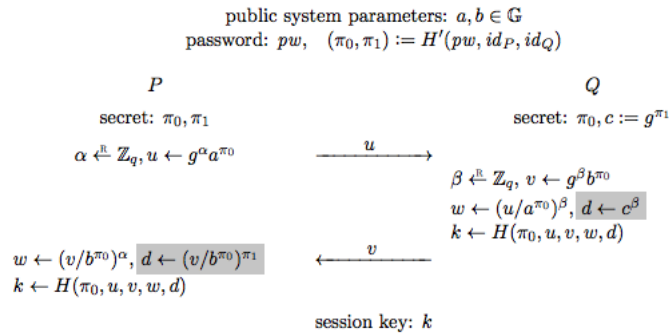 public system parameters: a, b ∈ 𝔾
password: pw, (π₀, π₁) := H′(pw, id_P, id_Q)
P Q
secret: π₀, π₁ secret: π₀, c := g^{π₁}
α ←ᴿ ℤ_q, u ← g^α a^{π₀} u
β ←ᴿ ℤ_q, v ← g^β b^{π₀}
w ← (u/a^{π₀})^β, d ← c^β
k ← H(π₀, u, v, w, d)
w ← (v/b^{π₀})^α, d ← (v/b^{π₀})^{π₁} v
k ← H(π₀, u, v, w, d)
session key: k